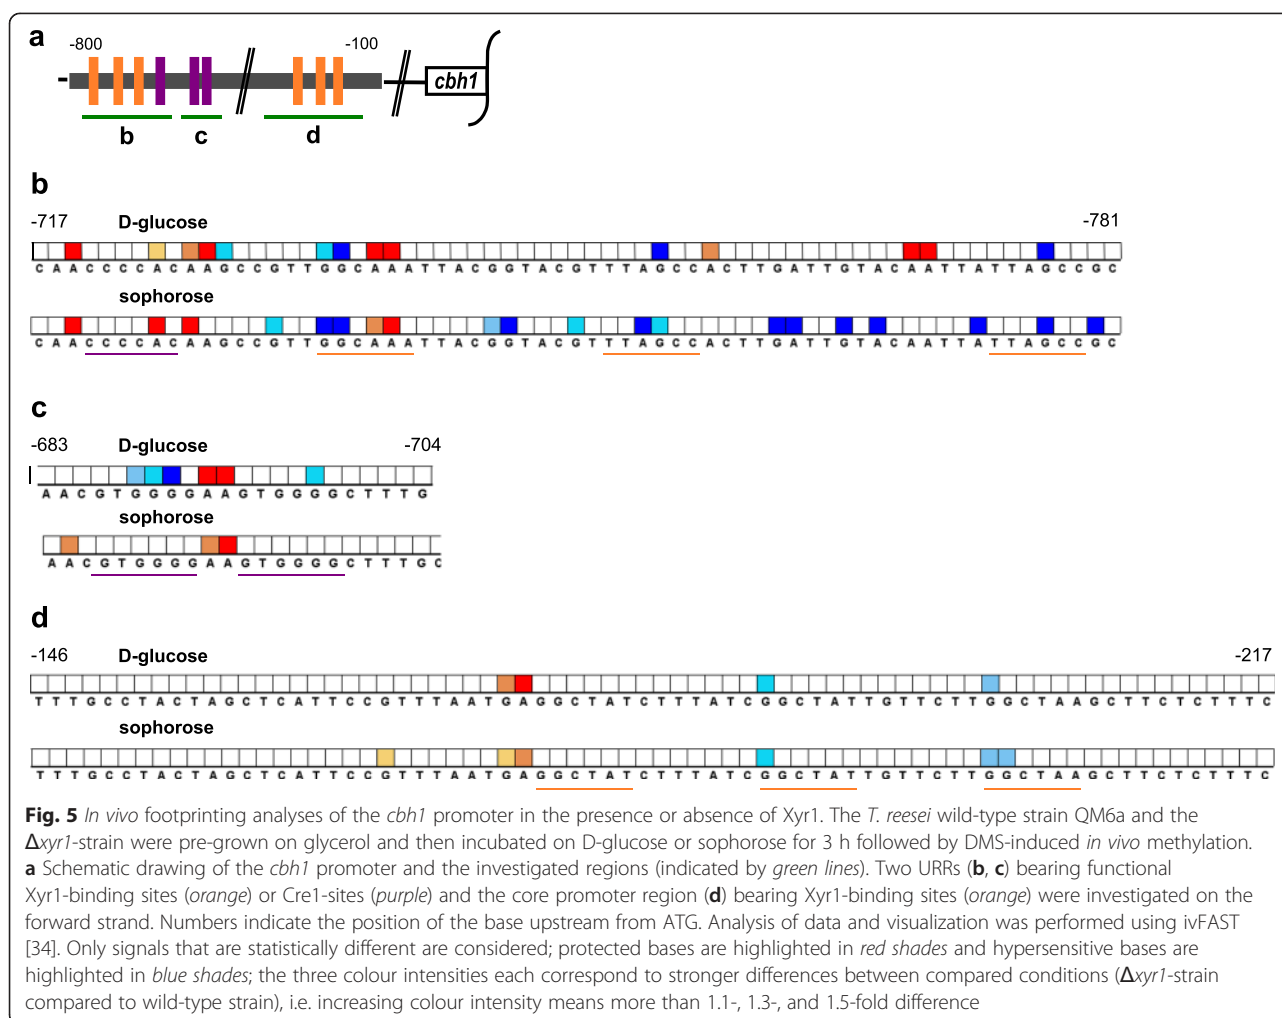 a
-800
-100
cbh1
b
c
d
b
-717
D-glucose
-781
C A A C C C C A C A A G C C G T T G G C A A A T T A C G G T A C G T T T A G C C A C T T G A T T G T A C A A T T A T T A G C C G C
sophorose
C A A C C C C A C A A G C C G T T G G C A A A T T A C G G T A C G T T T A G C C A C T T G A T T G T A C A A T T A T T A G C C G C
c
-683
D-glucose
-704
A A C G T G G G G A A G T G G G G C T T T G
sophorose
A A C G T G G G G A A G T G G G G C T T T G C
d
-146
D-glucose
-217
T T T G C C T A C T A G C T C A T T C C G T T T A A T G A G G C T A T C T T T A T C G G C T A T T G T T C T T G G C T A A G C T T C T C T T T C
sophorose
T T T G C C T A C T A G C T C A T T C C G T T T A A T G A G G C T A T C T T T A T C G G C T A T T G T T C T T G G C T A A G C T T C T C T T T C
Fig. 5 In vivo footprinting analyses of the cbh1 promoter in the presence or absence of Xyr1. The T. reesei wild-type strain QM6a and the
Δxyr1-strain were pre-grown on glycerol and then incubated on D-glucose or sophorose for 3 h followed by DMS-induced in vivo methylation.
a Schematic drawing of the cbh1 promoter and the investigated regions (indicated by green lines). Two URRs (b, c) bearing functional
Xyr1-binding sites (orange) or Cre1-sites (purple) and the core promoter region (d) bearing Xyr1-binding sites (orange) were investigated on the
forward strand. Numbers indicate the position of the base upstream from ATG. Analysis of data and visualization was performed using ivFAST
[34]. Only signals that are statistically different are considered; protected bases are highlighted in red shades and hypersensitive bases are
highlighted in blue shades; the three colour intensities each correspond to stronger differences between compared conditions (Δxyr1-strain
compared to wild-type strain), i.e. increasing colour intensity means more than 1.1-, 1.3-, and 1.5-fold difference